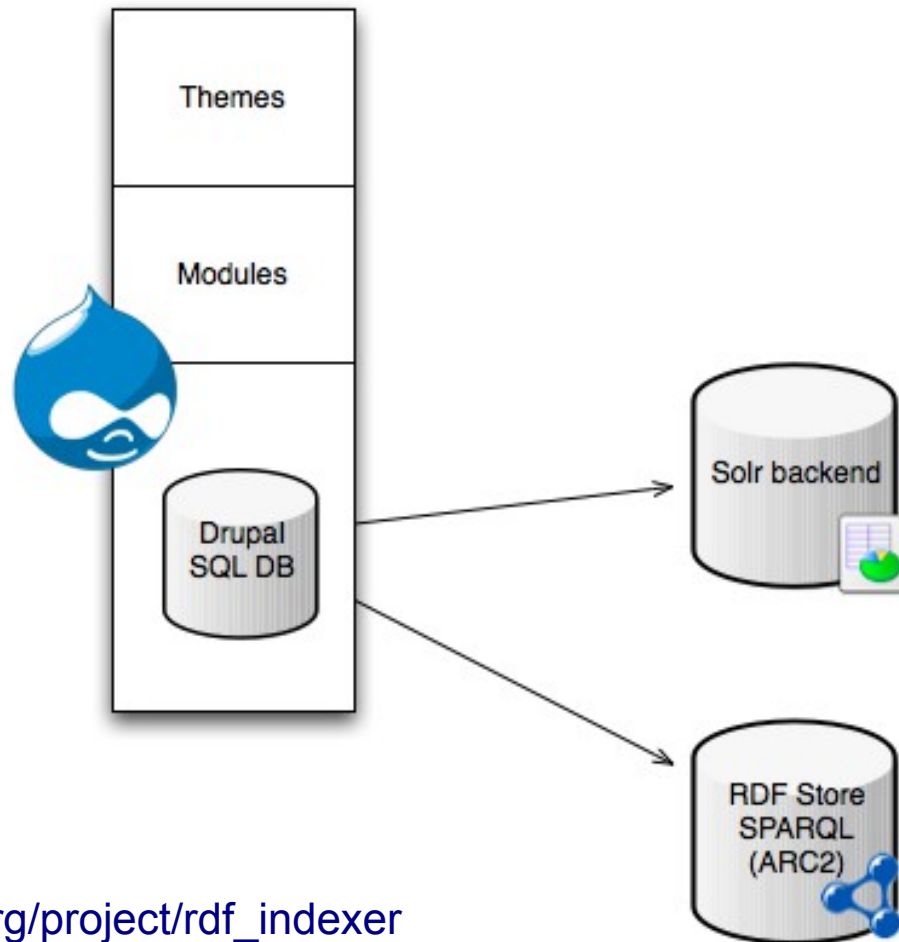 Themes
Modules
Drupal
SQL DB
Solr backend
RDF Store
SPARQL
(ARC2)
rg/project/rdf_indexer